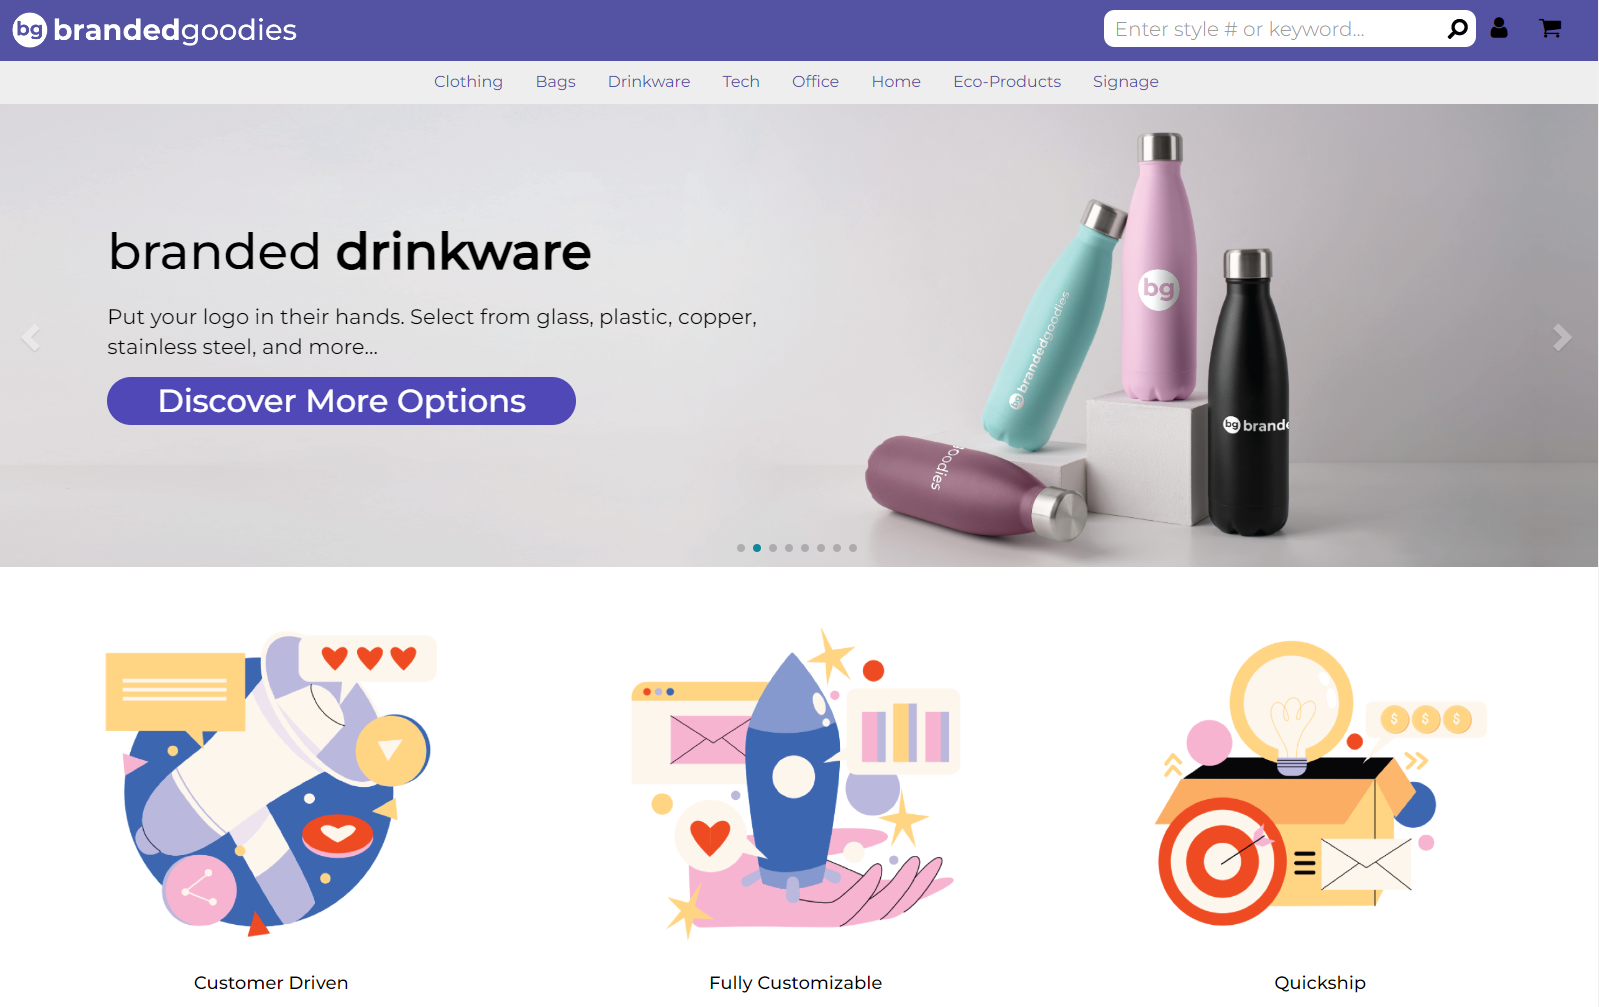 bg brandedgoodies
Enter style # or keyword...
Clothing Bags Drinkware Tech Office Home Eco-Products Signage
branded drinkware
Put your logo in their hands. Select from glass, plastic, copper,
stainless steel, and more...
Discover More Options
bg
bg brandedgoodies
bg brande
oodies
$ $ $
Customer Driven
Fully Customizable
Quickship